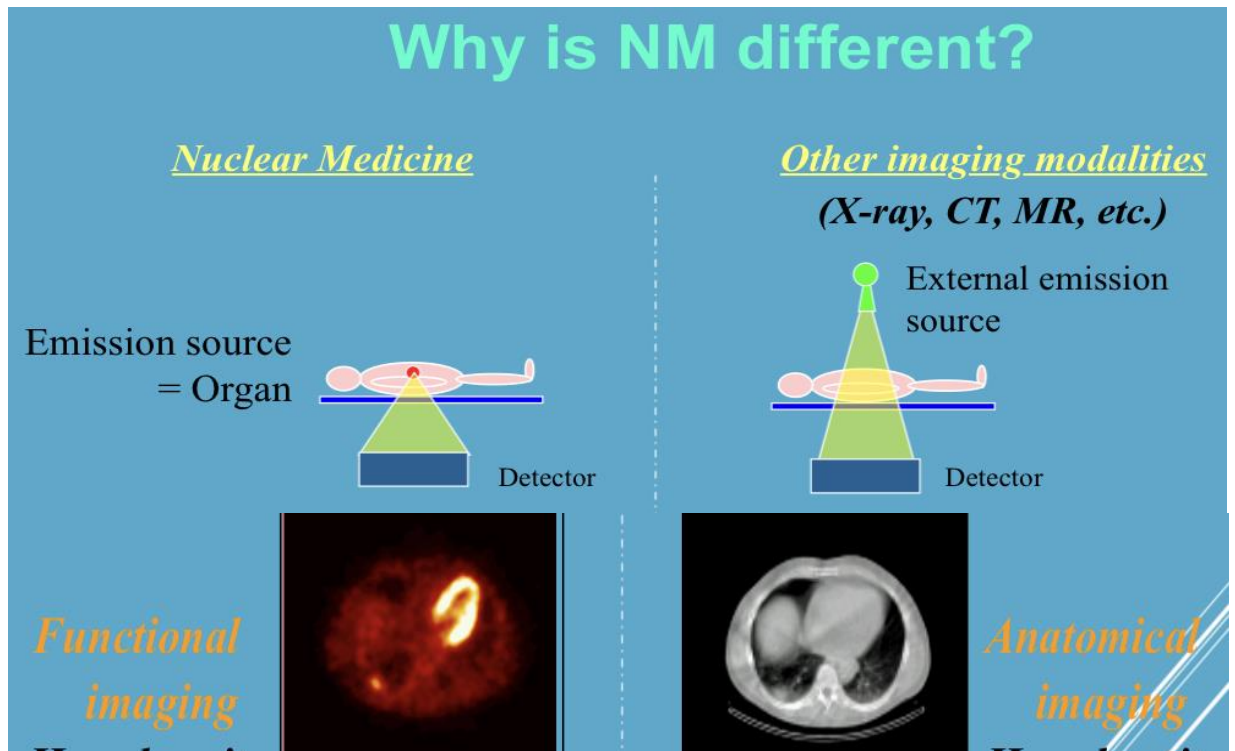 Why is NM different?
Nuclear Medicine
Emission source
= Organ
Detector
Functional
imaging
Other imaging modalities
(X-ray, CT, MR, etc.)
External emission
source
Detector
Anatomical
imaging